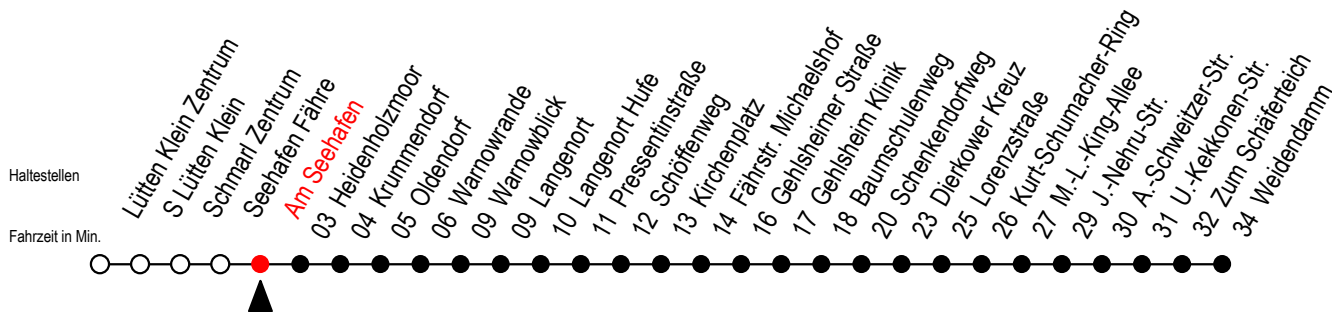 Haltestellen
Fahrzeit in Min.
Lütten Klein Zentrum
S Lütten Klein
Schmarl Zentrum
Seehafen Fähre
Am Seehafen
03 Heidenholzmoor
04 Krummendorf
05 Oldendorf
06 Warnowrande
09 Warnowblick
09 Langenort
10 Langenort Hufe
11 Pressentinstraße
12 Schöffenweg
13 Kirchenplatz
14 Fährstr. Michaelshof
16 Gehlsheimer Straße
17 Gehlsheim Klinik
18 Baumschulenweg
20 Schenkendorfweg
23 Dierkower Kreuz
25 Lorenzstraße
26 Kurt-Schumacher-Ring
27 M.-L.-King-Allee
29 J.-Nehru-Str.
30 A.-Schweitzer-Str.
31 U.-Kekkonen-Str.
32 Zum Schäferteich
34 Weidendamm